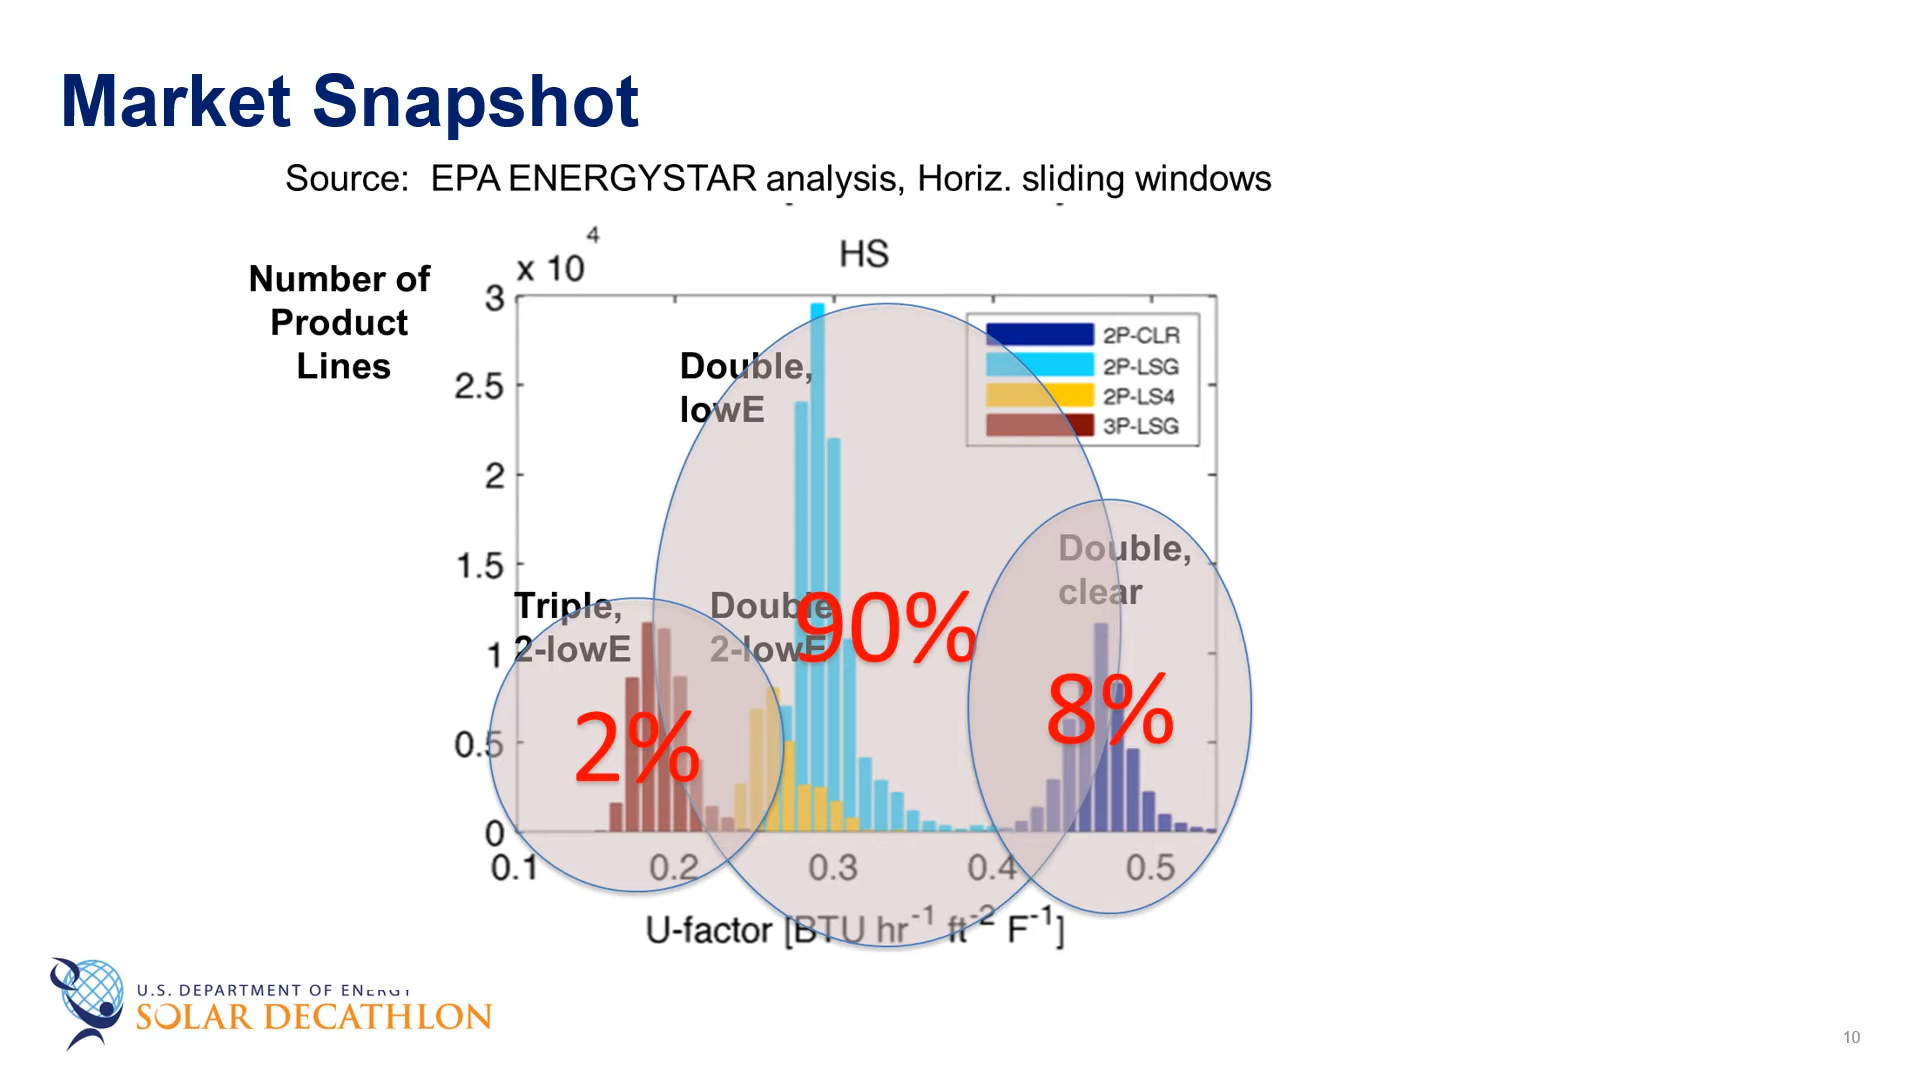 Market Snapshot
Source: EPA ENERGYSTAR analysis, Horiz. sliding windows
Number of
Product
Lines
x 10
4
HS
3
2.5
2
1.5
1
0.5
0
0.1
0.2
0.3
0.4
0.5
2P-CLR
2P-LSG
2P-LS4
3P-LSG
Double,
lowE
Double,
clear
Triple,
2-lowE
Double,
2-lowE
90%
8%
2%
U-factor [BTU hr⁻¹ ft⁻² F⁻¹]
U.S. DEPARTMENT OF ENERGY
SOLAR DECATHLON
10